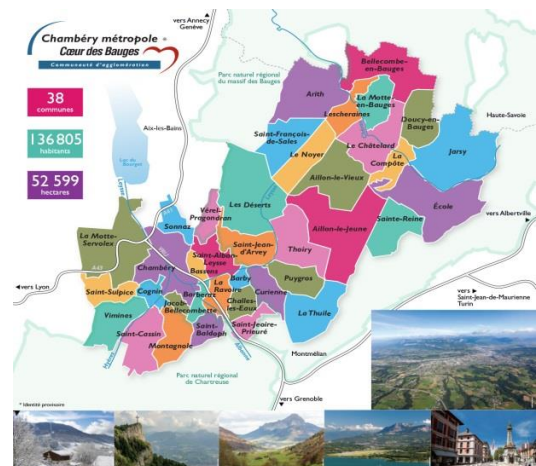 Chambéry métropole
Cœur des Bauges
Communauté d'agglomération
vers Annecy
Genève
38
communes
136 805
habitants
52 599
hectares
Aix-les-Bains
Lac du
Bourget
Parc naturel régional
du massif des Bauges
Haute-Savoie
Bellecombe-
en-Bauges
Arith
La Motte-
en-Bauges
Lescheraines
Doucy-en-
Bauges
Saint-François-
de-Sales
Le Châtelard
Jarsy
Le Noyer
La
Compôte
Aillon-le-Vieux
École
Les Déserts
Aillon-le-Jeune
Sainte-Reine
vers Albertville
Vérel-
Pragondran
Sonnaz
La Motte-
Servolex
Leysse
Saint-Jean-
d'Arvey
Thoiry
A43
Chambéry
Saint-Alban-
Leysse
Bassens
Puygros
vers Lyon
Saint-Sulpice
Cognin
Barberaz
La
Ravoire
Barby
Curienne
Challes-
les-Eaux
Jacob-
Bellecombette
La Thuile
vers
Saint-Jean-de-Maurienne
Turin
Vimines
Saint-Cassin
Montagnole
Saint-
Baldoph
Saint-Jeoire-
Prieuré
Montmélian
Parc naturel régional
de Chartreuse
vers Grenoble
* Identité provisoire